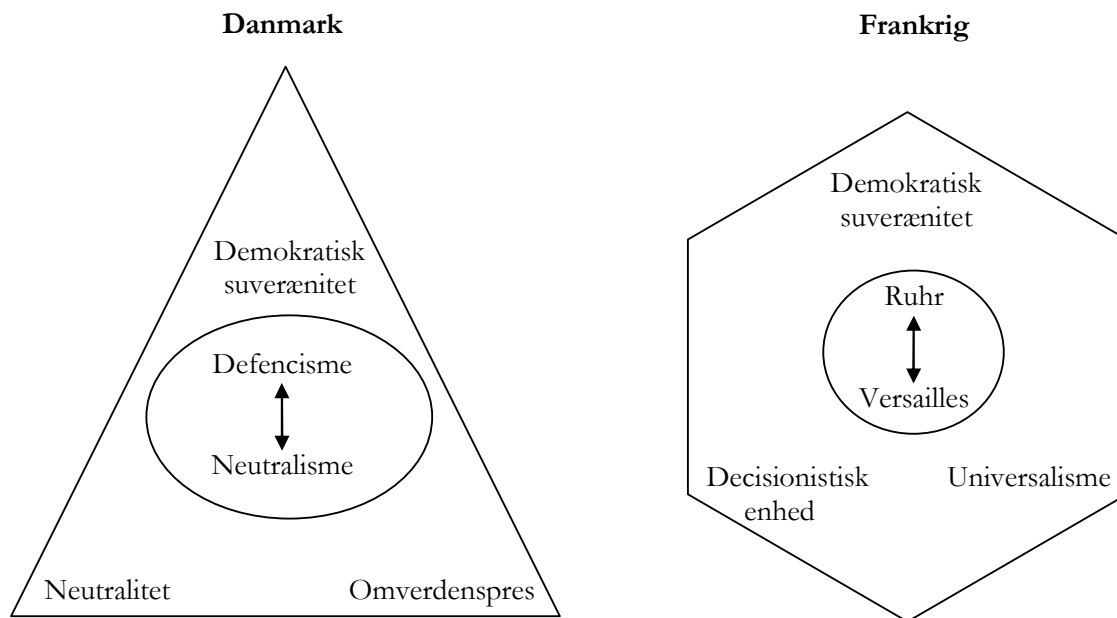 Danmark
Demokratisk
suverænitet
Defencisme
Neutralisme
Neutralitet
Omverdenspres
Frankrig
Demokratisk
suverænitet
Ruhr
Versailles
Decisionistisk
enhed
Universalisme